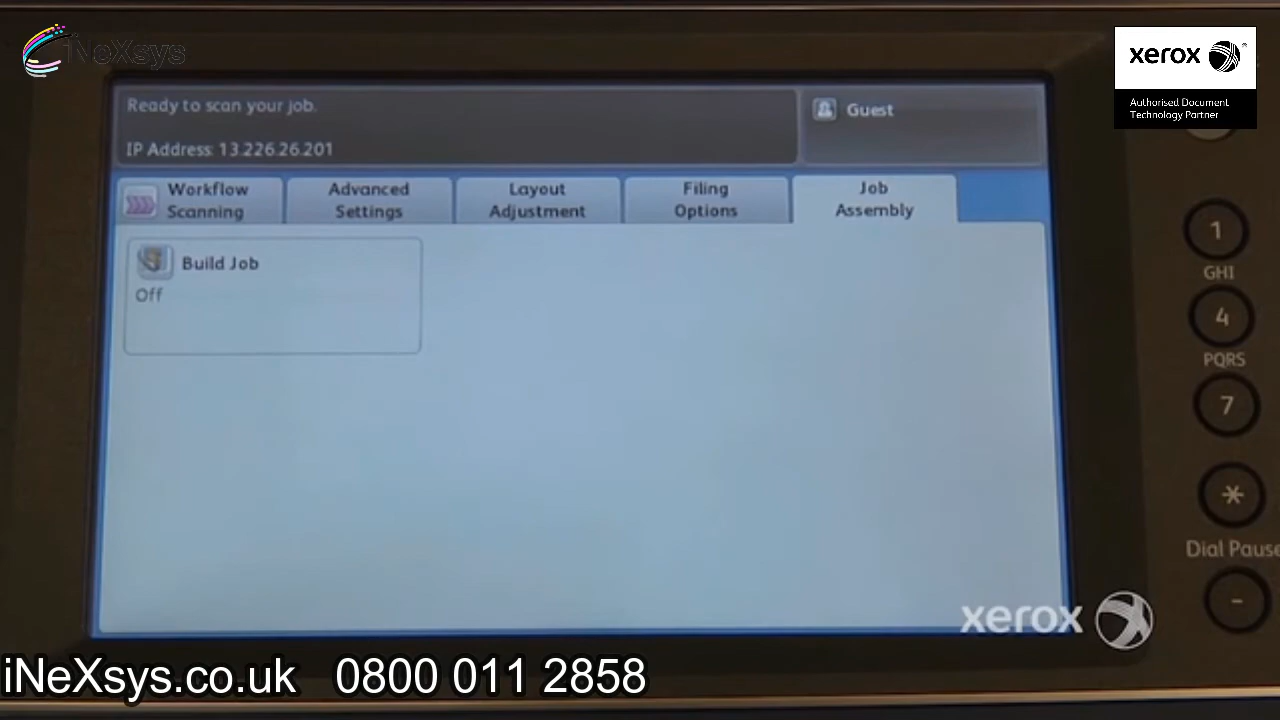 iNeXsys
xerox
Authorised Document
Technology Partner
Ready to scan your job.
Guest
IP Address: 13.226.26.201
Workflow
Scanning
Advanced
Settings
Layout
Adjustment
Filing
Options
Job
Assembly
Build Job
Off
1
GHI
4
PQRS
7
*
Dial Pause
-
xerox
iNeXsys.co.uk 0800 011 2858